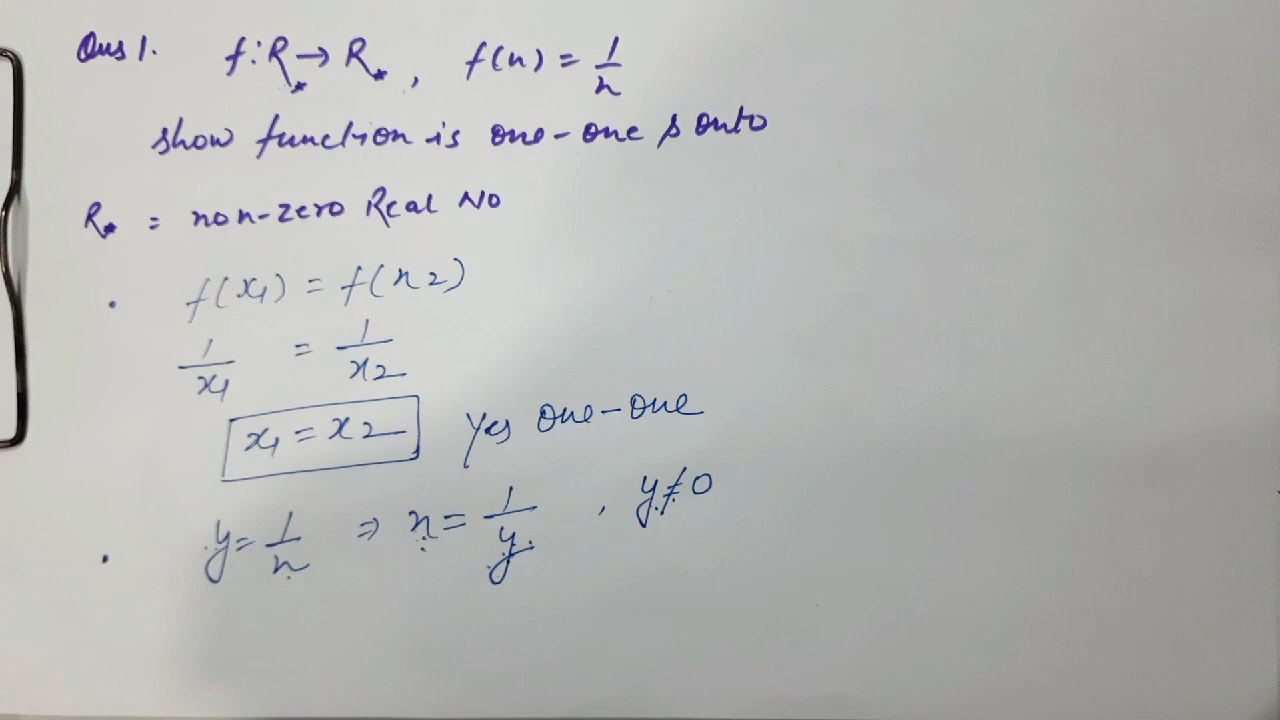 Ques 1. f: R⋆ → R⋆, f(x) = 1/x
show function is one-one & onto
R⋆ = non-zero Real No
• f(x1) = f(x2)
1/x1 = 1/x2
x1 = x2 Yes one-one
• y = 1/x ⇒ x = 1/y, y ≠ 0